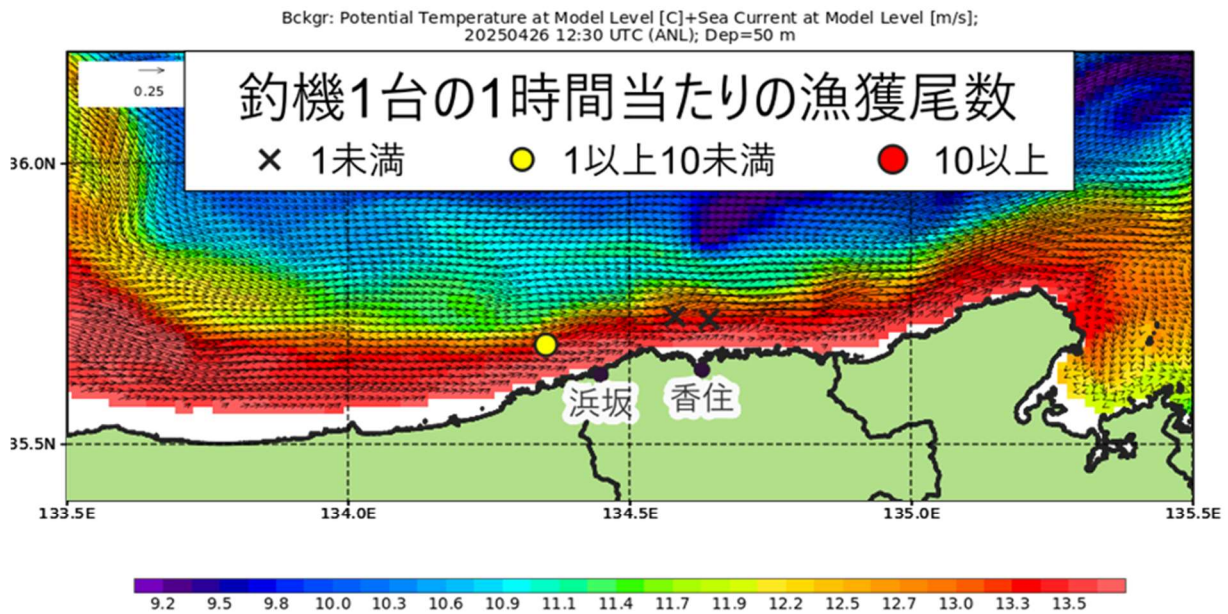 Bckgr: Potential Temperature at Model Level [C]+Sea Current at Model Level [m/s];
20250426 12:30 UTC (ANL); Dep=50 m
0.25
釣機1台の1時間当たりの漁獲尾数
× 1未満 1以上10未満 10以上
36.0N
浜坂 香住
35.5N
133.5E 134.0E 134.5E 135.0E 135.5E
9.2 9.5 9.8 10.0 10.3 10.6 10.9 11.1 11.4 11.7 11.9 12.2 12.5 12.7 13.0 13.3 13.5